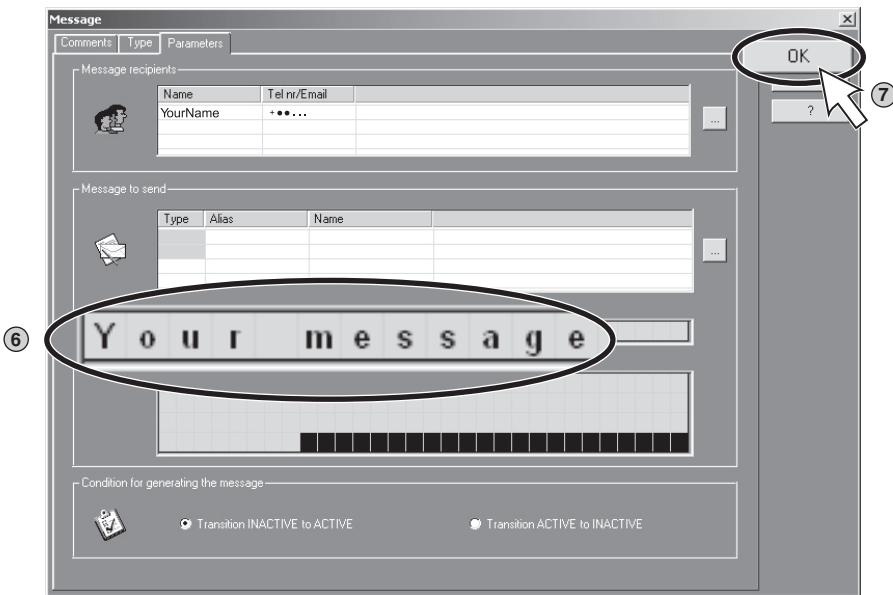 Message
Comments Type Parameters
Message recipients
OK
7
?
Name Tel nr/Email
YourName +●●...
...
Message to send
Type Alias Name
...
6
Your message
Condition for generating the message
Transition INACTIVE to ACTIVE Transition ACTIVE to INACTIVE